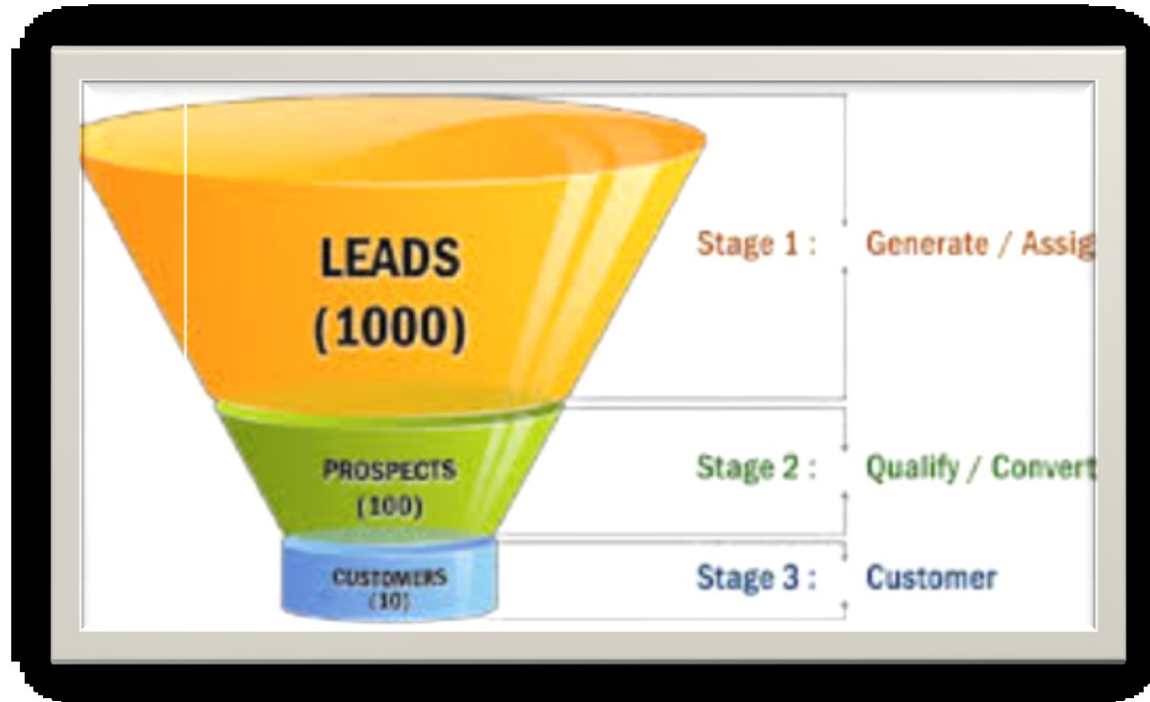 LEADS
(1000)
Stage 1 : Generate / Assig
PROSPECTS
(100)
Stage 2 : Qualify / Convert
CUSTOMERS
(10)
Stage 3 : Customer